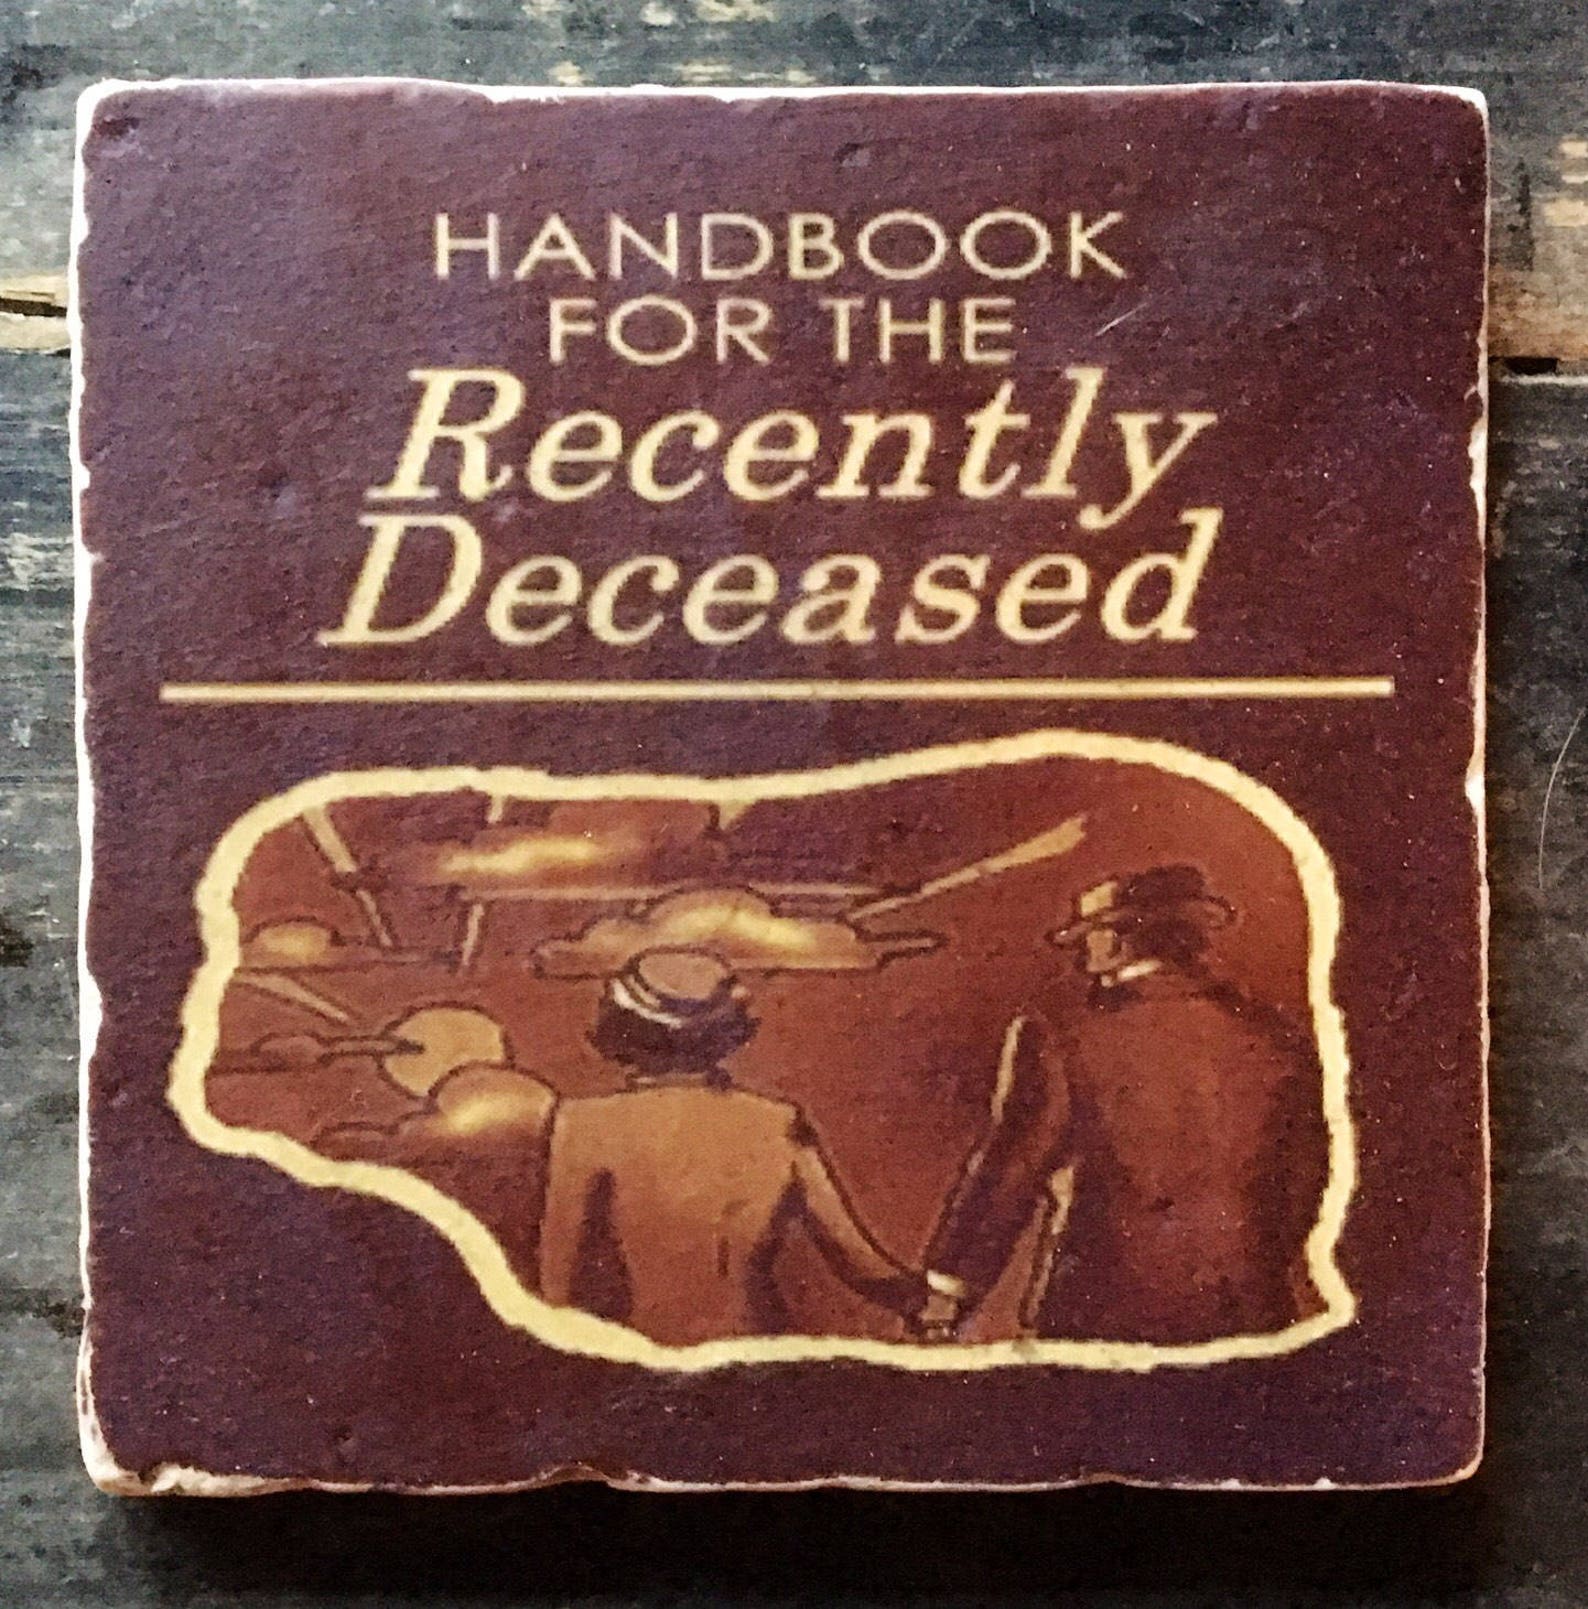 HANDBOOK
FOR THE
Recently
Deceased